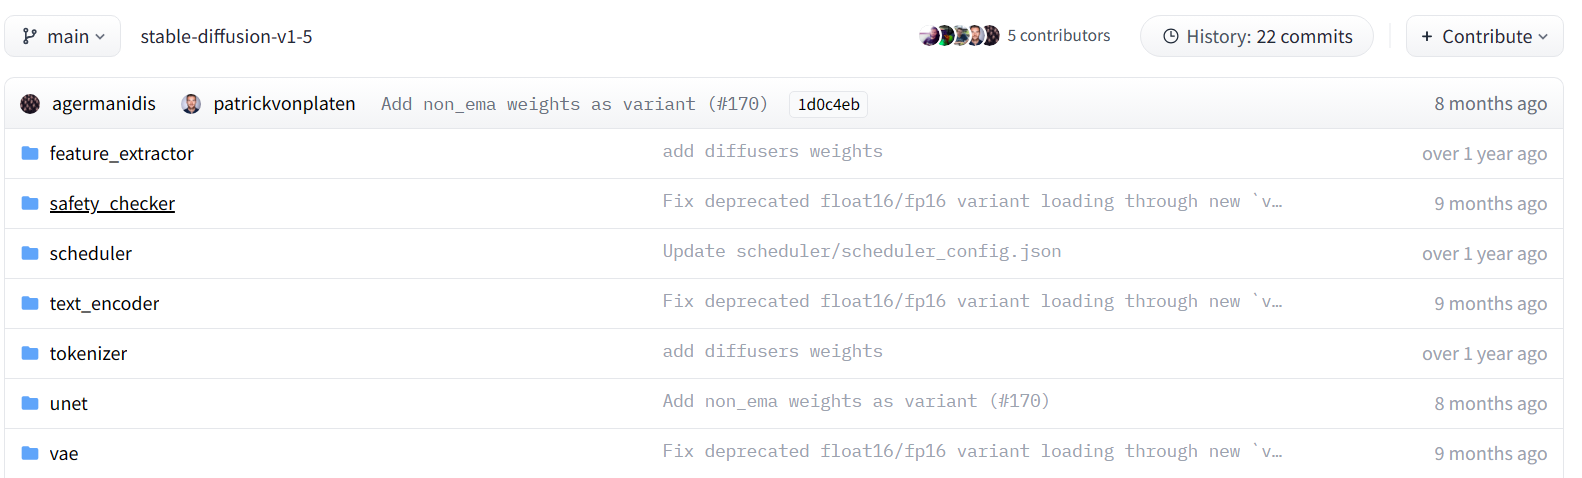 main stable-diffusion-v1-5 5 contributors History: 22 commits + Contribute
agermanidis patrickvonplaten Add non_ema weights as variant (#170) 1d0c4eb 8 months ago
feature_extractor add diffusers weights over 1 year ago
safety_checker Fix deprecated float16/fp16 variant loading through new `v… 9 months ago
scheduler Update scheduler/scheduler_config.json over 1 year ago
text_encoder Fix deprecated float16/fp16 variant loading through new `v… 9 months ago
tokenizer add diffusers weights over 1 year ago
unet Add non_ema weights as variant (#170) 8 months ago
vae Fix deprecated float16/fp16 variant loading through new `v… 9 months ago